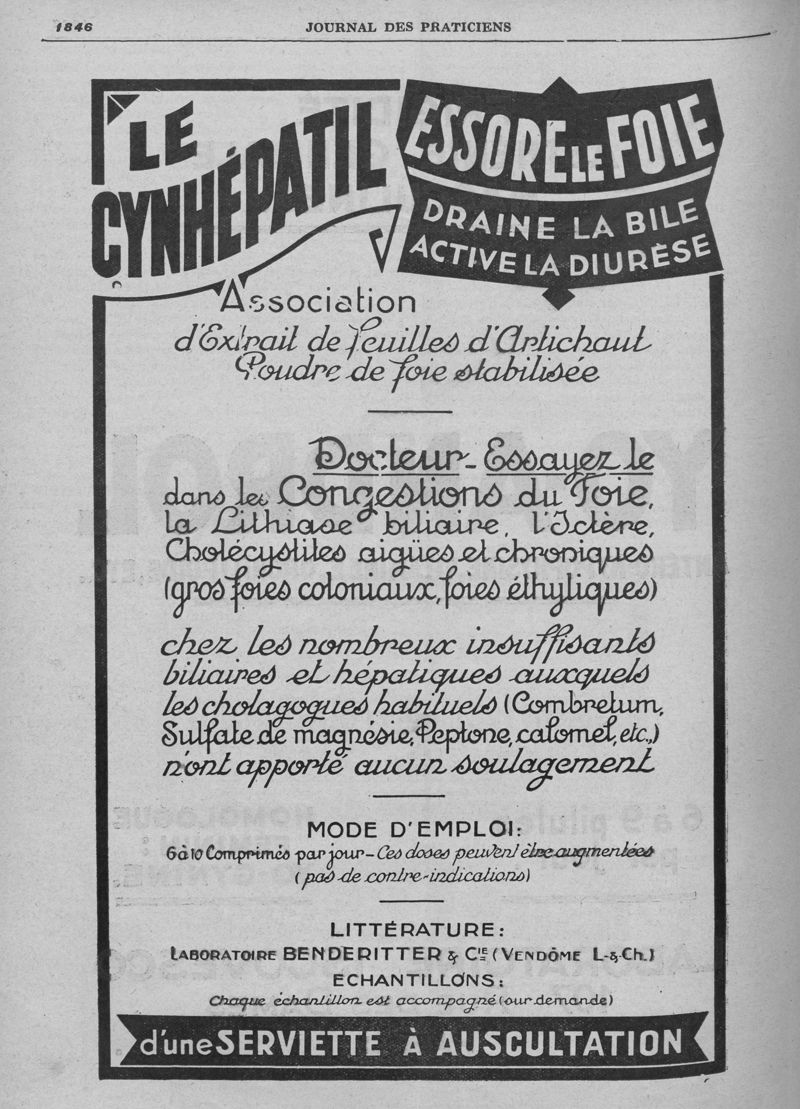 1846
JOURNAL DES PRATICIENS
LE
CYNHÉPATIL
ESSORE LE FOIE
DRAINE LA BILE
ACTIVE LA DIURÈSE
Association
d'Extrait de feuilles d'Artichaut
Poudre de foie stabilisée
Docteur - Essayez le
dans les Congestions du Foie,
la Lithiase biliaire, l'Ictère,
Cholécystites aigües et chroniques
(gros foies coloniaux, foies éthyliques)
chez les nombreux insuffisants
biliaires et hépatiques auxquels
les cholagogues habituels (Combretum,
Sulfate de magnésie, Peptone, calomel, etc.,)
n'ont apporté aucun soulagement
MODE D'EMPLOI:
6 à 10 Comprimés par jour - Ces doses peuvent être augmentées
(pas de contre-indications)
LITTÉRATURE:
LABORATOIRE BENDERITTER & CIE (VENDÔME L-&-Ch.)
ECHANTILLONS:
Chaque échantillon est accompagné (sur demande)
d'une SERVIETTE À AUSCULTATION